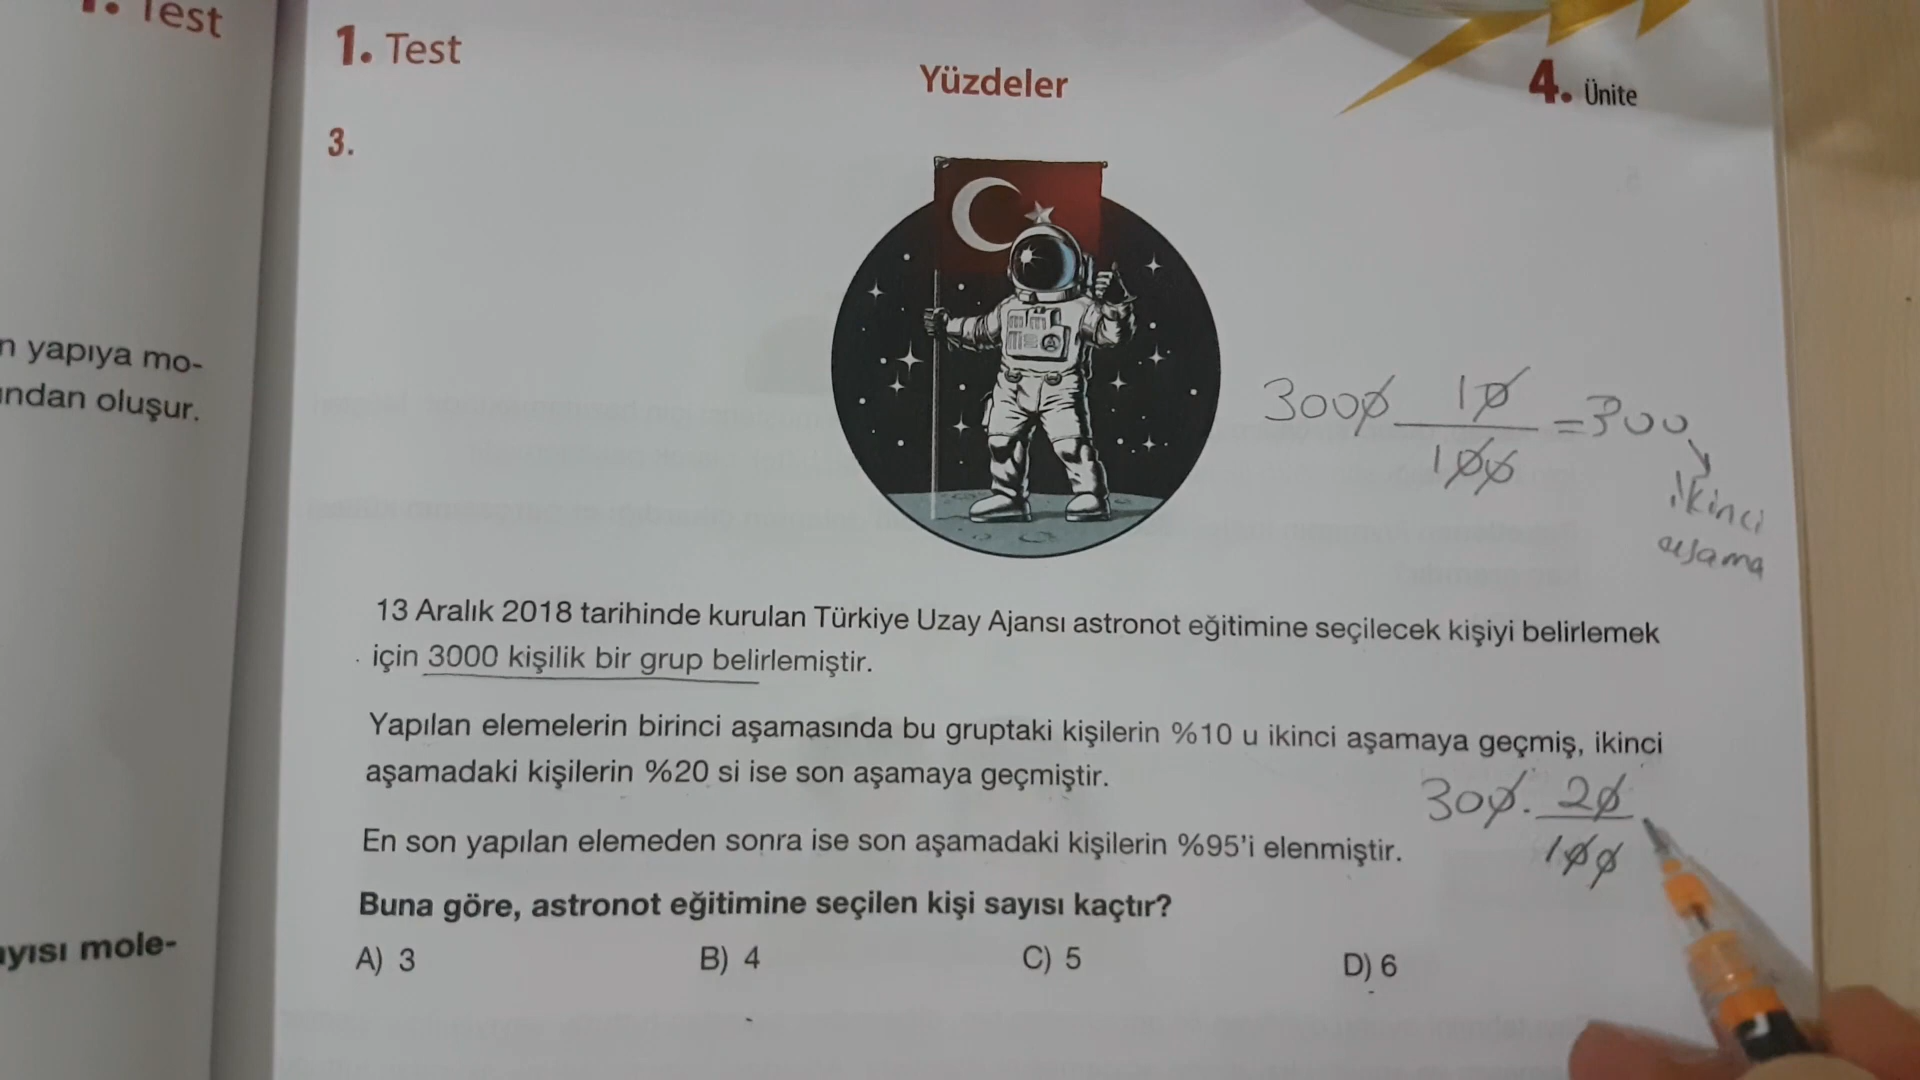 1. Test
n yapıya mo-
ından oluşur.
ayısı mole-
1. Test
Yüzdeler
4. Ünite
3.
3000 10 = 300
100
ikinci
aşama
13 Aralık 2018 tarihinde kurulan Türkiye Uzay Ajansı astronot eğitimine seçilecek kişiyi belirlemek
için 3000 kişilik bir grup belirlemiştir.
Yapılan elemelerin birinci aşamasında bu gruptaki kişilerin %10 u ikinci aşamaya geçmiş, ikinci
aşamadaki kişilerin %20 si ise son aşamaya geçmiştir.
300 . 20
100
En son yapılan elemeden sonra ise son aşamadaki kişilerin %95'i elenmiştir.
Buna göre, astronot eğitimine seçilen kişi sayısı kaçtır?
A) 3 B) 4 C) 5 D) 6